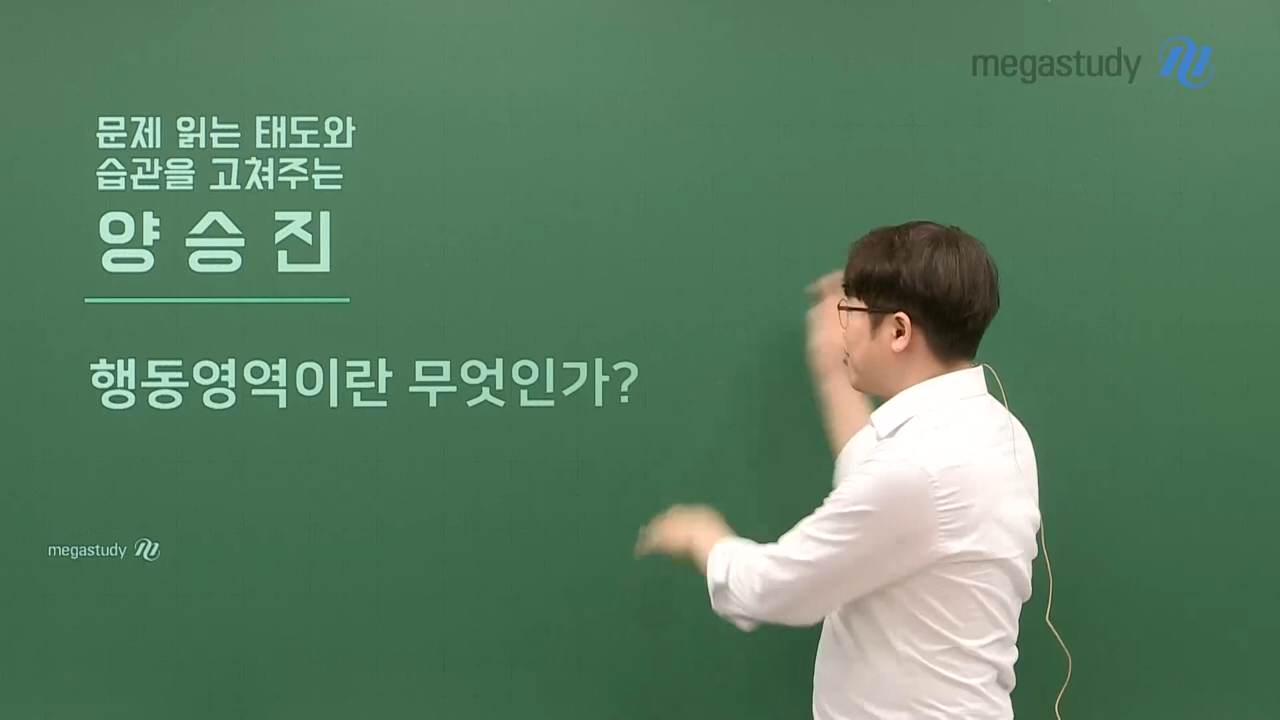 megastudy
문제 읽는 태도와
습관을 고쳐주는
양승진
행동영역이란 무엇인가?
megastudy